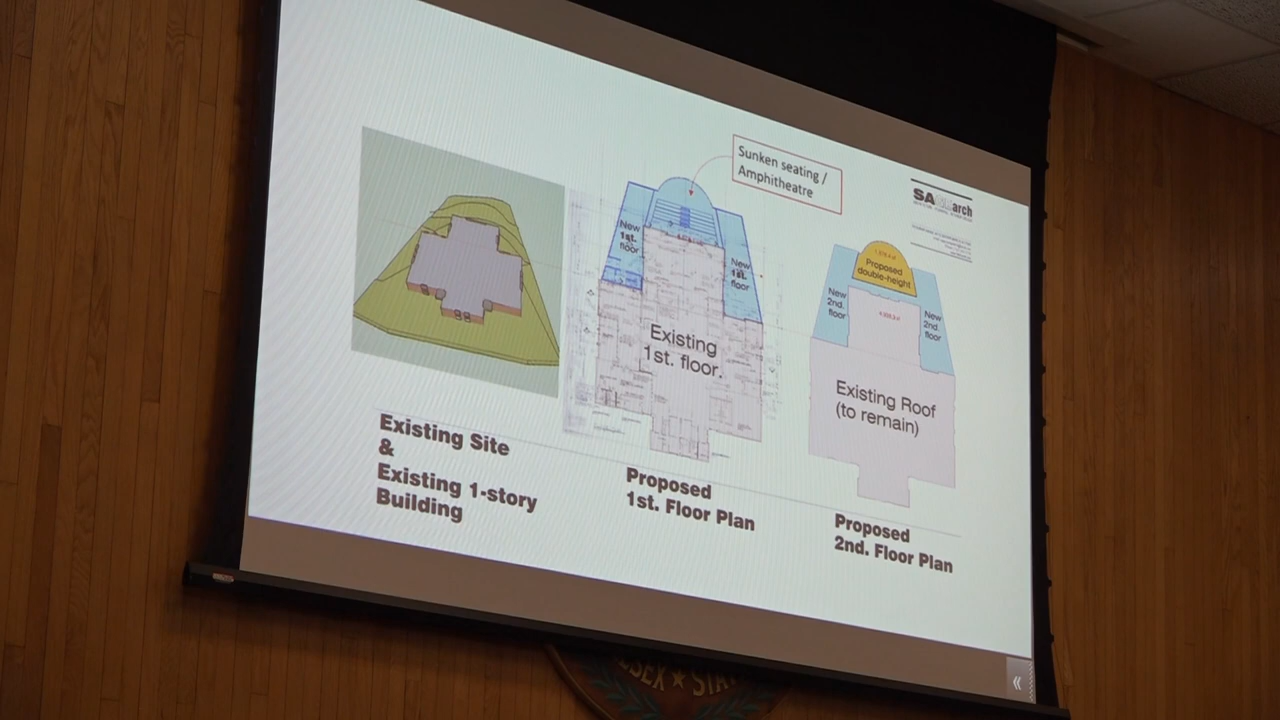 Sunken seating /
Amphitheatre
SA
arch
New
1st.
floor
New
1st.
floor
Existing
1st. floor.
Proposed
double-height
New
2nd.
floor
New
2nd.
floor
Existing Roof
(to remain)
Existing Site
&
Existing 1-story
Building
Proposed
1st. Floor Plan
Proposed
2nd. Floor Plan
SEX ★ STA